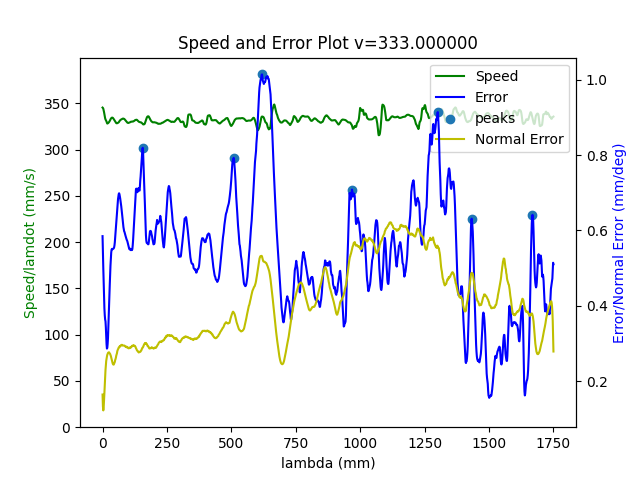 Speed and Error Plot v=333.000000
Speed
Error
peaks
Normal Error
Speed/lamdot (mm/s)
350
300
250
200
150
100
50
0
1.0
0.8
0.6
0.4
0.2
Error/Normal Error (mm/deg)
0 250 500 750 1000 1250 1500 1750
lambda (mm)